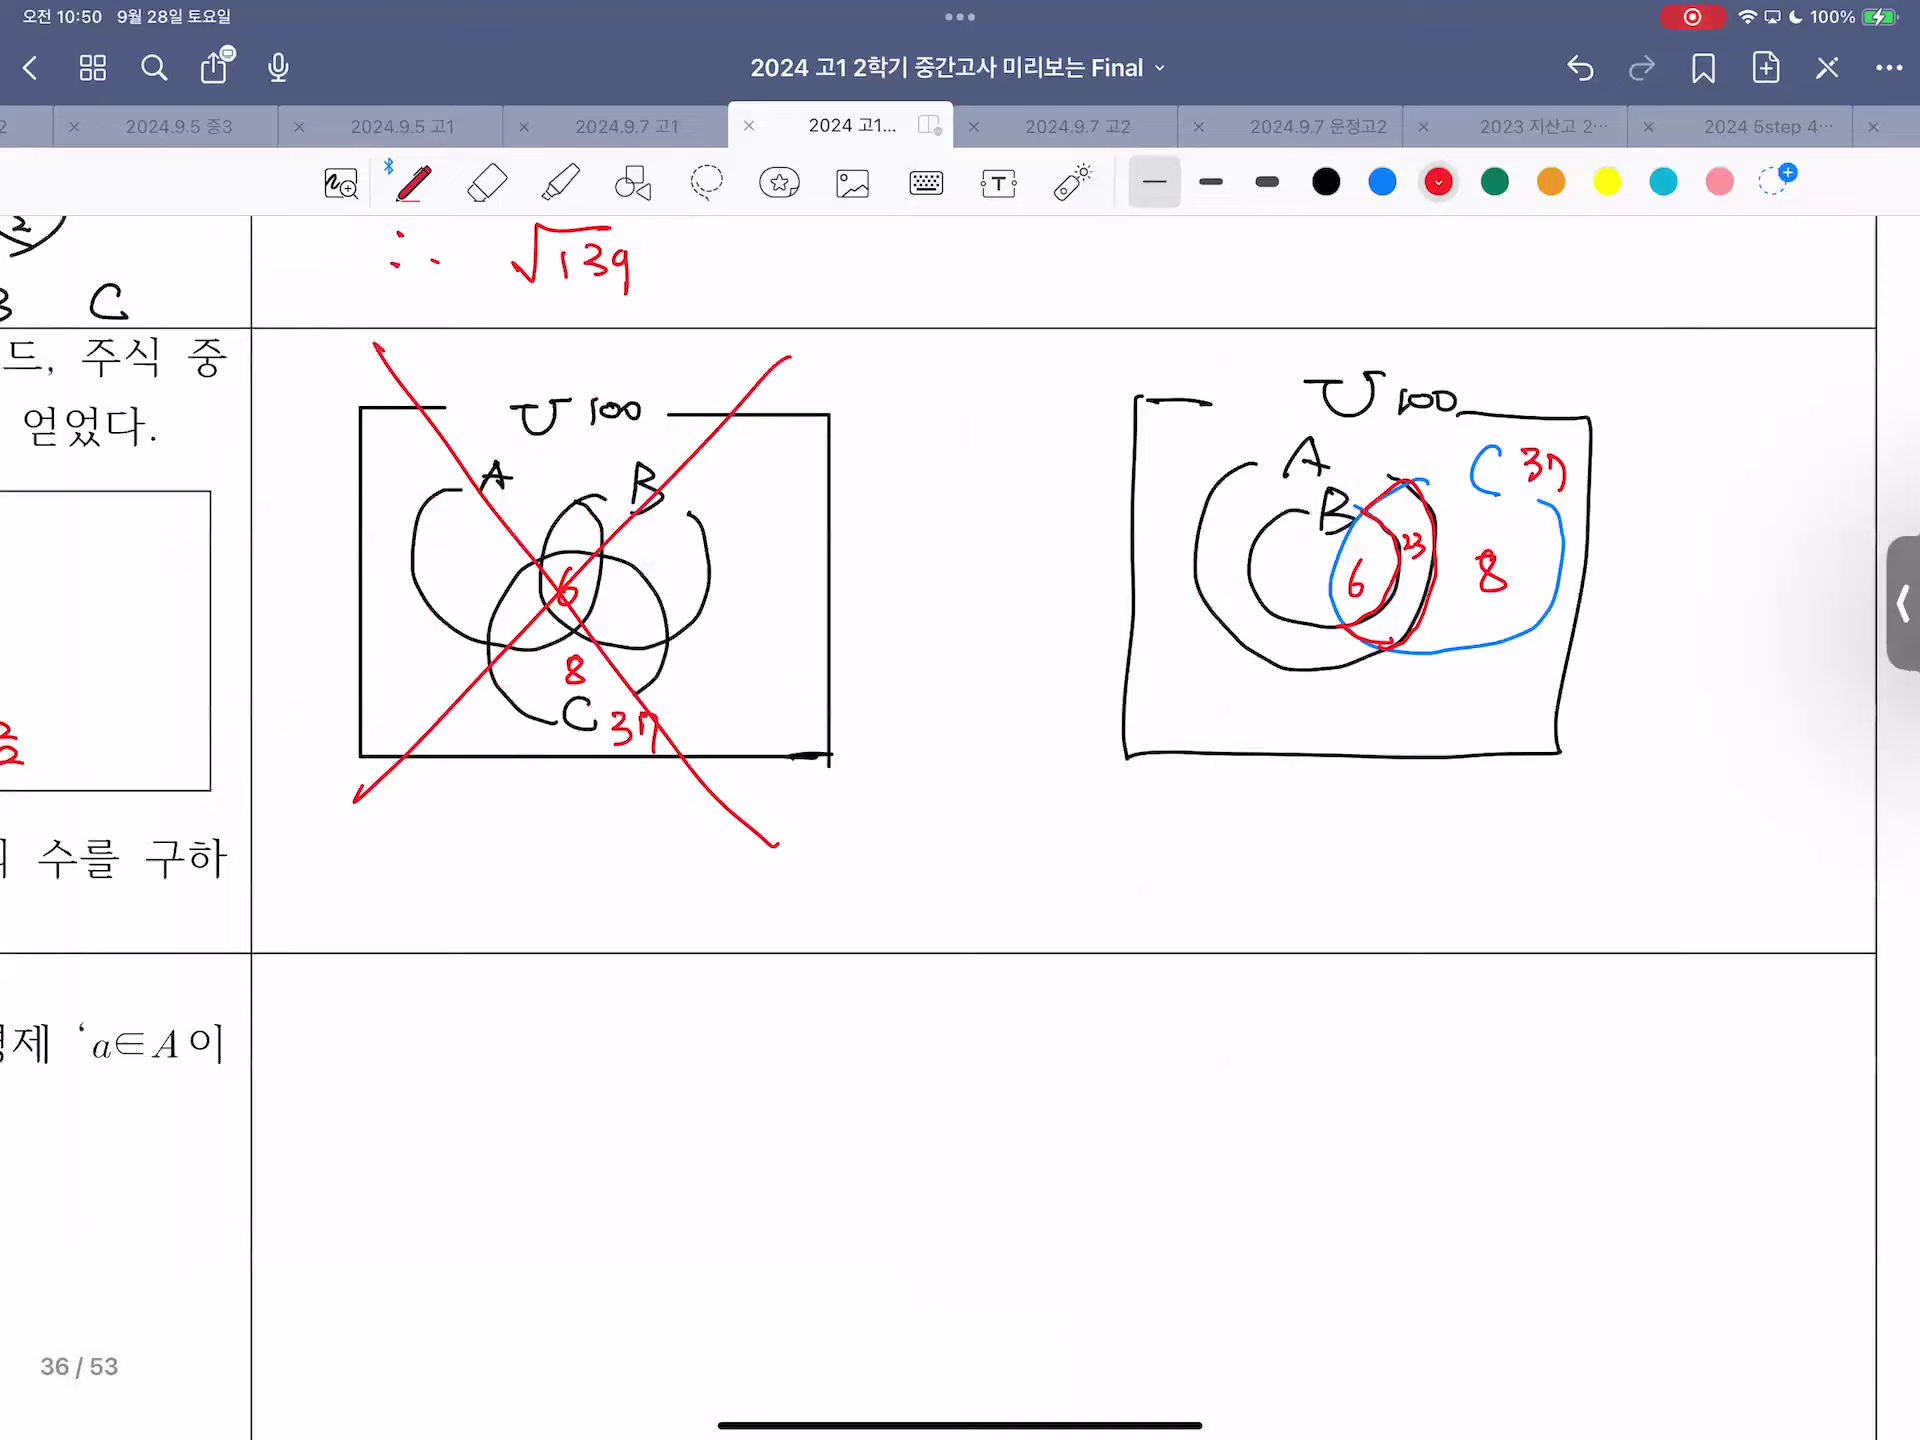 오전 10:50 9월 28일 토요일
100%
2024 고1 2학기 중간고사 미리보는 Final
2 2024.9.5 중3 2024.9.5 고1 2024.9.7 고1 2024 고1... 2024.9.7 고2 2024.9.7 운정고2 2023 지산고 2... 2024 5step 4...
2
C
∴ √139
드, 주식 중
얻었다.
수를 구하
U 100
A B
6
8
C 37
U 100
A C 37
B
6 23 8
명제 ‘a∈A이
36 / 53